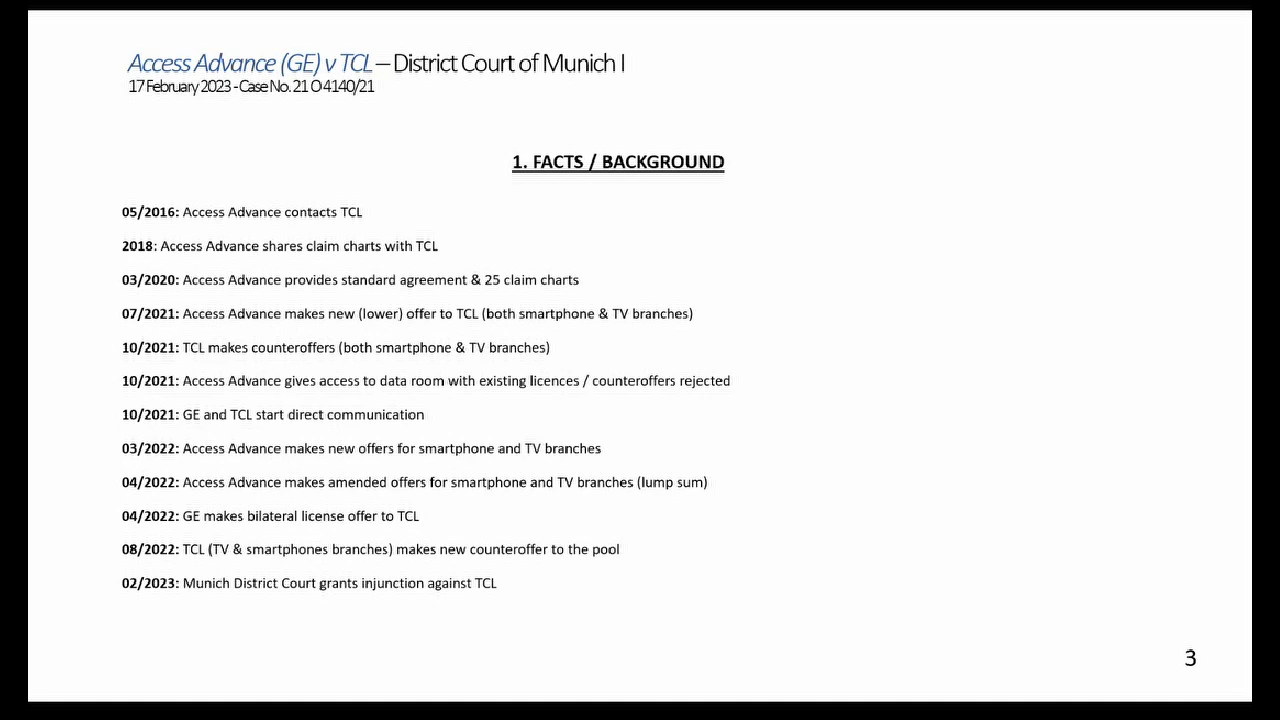 Access Advance (GE) v TCL – District Court of Munich I
17 February 2023 - Case No. 21 O 4140/21
1. FACTS / BACKGROUND
05/2016: Access Advance contacts TCL
2018: Access Advance shares claim charts with TCL
03/2020: Access Advance provides standard agreement & 25 claim charts
07/2021: Access Advance makes new (lower) offer to TCL (both smartphone & TV branches)
10/2021: TCL makes counteroffers (both smartphone & TV branches)
10/2021: Access Advance gives access to data room with existing licences / counteroffers rejected
10/2021: GE and TCL start direct communication
03/2022: Access Advance makes new offers for smartphone and TV branches
04/2022: Access Advance makes amended offers for smartphone and TV branches (lump sum)
04/2022: GE makes bilateral license offer to TCL
08/2022: TCL (TV & smartphones branches) makes new counteroffer to the pool
02/2023: Munich District Court grants injunction against TCL
3